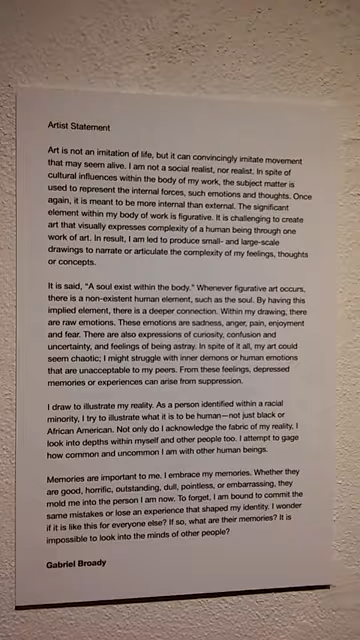 Artist Statement
Art is not an imitation of life, but it can convincingly imitate movement
that may seem alive. I am not a social realist, nor realist. In spite of
cultural influences within the body of my work, the subject matter is
used to represent the internal forces, such emotions and thoughts. Once
again, it is meant to be more internal than external. The significant
element within my body of work is figurative. It is challenging to create
art that visually expresses complexity of a human being through one
work of art. In result, I am led to produce small- and large-scale
drawings to narrate or articulate the complexity of my feelings, thoughts
or concepts.
It is said, "A soul exist within the body." Whenever figurative art occurs,
there is a non-existent human element, such as the soul. By having this
implied element, there is a deeper connection. Within my drawing, there
are raw emotions. These emotions are sadness, anger, pain, enjoyment
and fear. There are also expressions of curiosity, confusion and
uncertainty, and feelings of being astray. In spite of it all, my art could
seem chaotic; I might struggle with inner demons or human emotions
that are unacceptable to my peers. From these feelings, depressed
memories or experiences can arise from suppression.
I draw to illustrate my reality. As a person identified within a racial
minority, I try to illustrate what it is to be human—not just black or
African American. Not only do I acknowledge the fabric of my reality, I
look into depths within myself and other people too. I attempt to gage
how common and uncommon I am with other human beings.
Memories are important to me. I embrace my memories. Whether they
are good, horrific, outstanding, dull, pointless, or embarrassing, they
mold me into the person I am now. To forget, I am bound to commit the
same mistakes or lose an experience that shaped my identity. I wonder
if it is like this for everyone else? If so, what are their memories? It is
impossible to look into the minds of other people?
Gabriel Broady